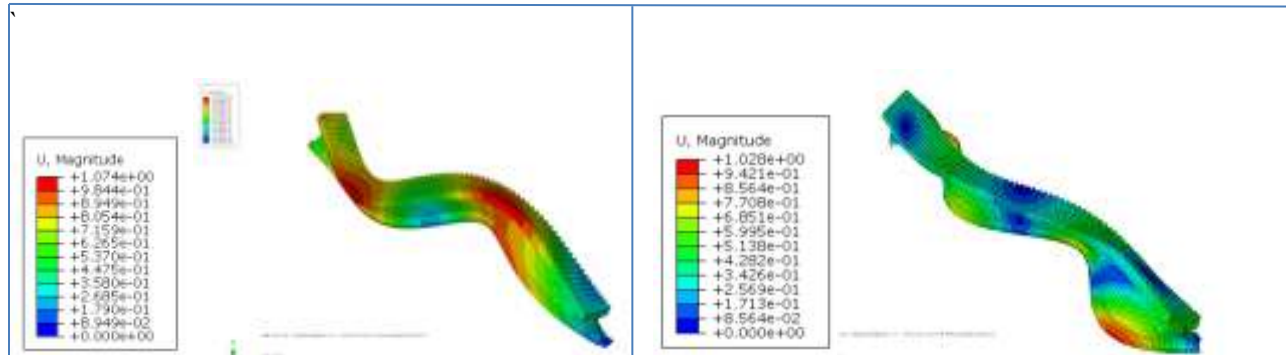 `
U, Magnitude
+1.074e+00
+9.844e-01
+8.949e-01
+8.054e-01
+7.159e-01
+6.265e-01
+5.370e-01
+4.475e-01
+3.580e-01
+2.685e-01
+1.790e-01
+8.949e-02
+0.000e+00
U, Magnitude
+1.028e+00
+9.421e-01
+8.564e-01
+7.708e-01
+6.851e-01
+5.995e-01
+5.138e-01
+4.282e-01
+3.426e-01
+2.569e-01
+1.713e-01
+8.564e-02
+0.000e+00